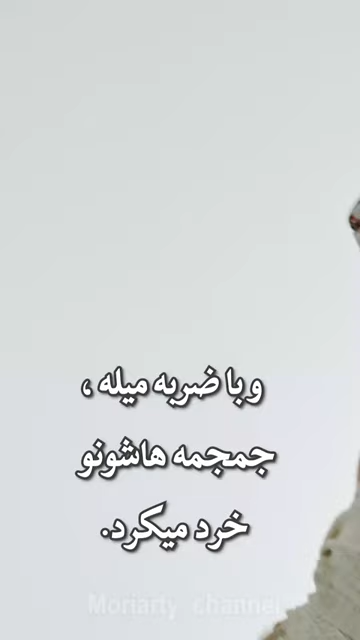 و با ضربه میله ،
جمجمه هاشونو
خرد میکرد.
Moriarty channel